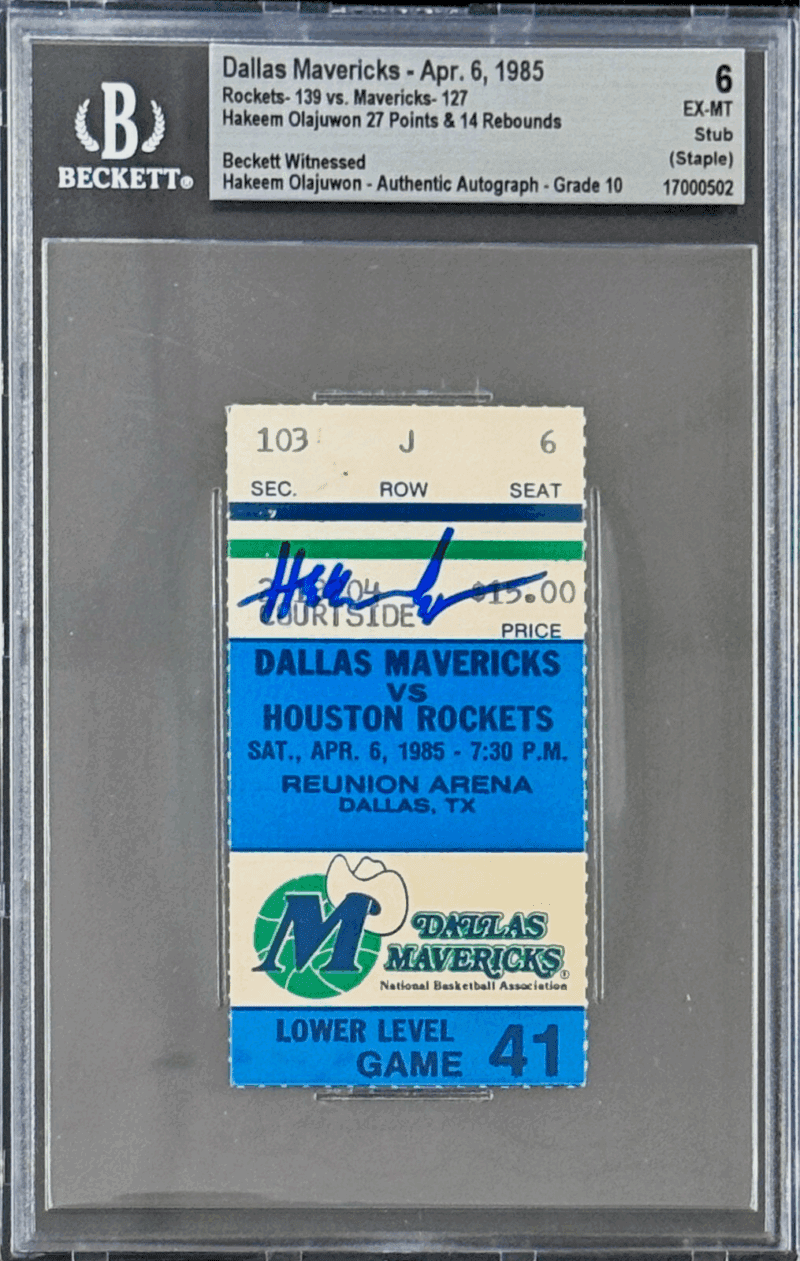 Dallas Mavericks - Apr. 6, 1985
Rockets- 139 vs. Mavericks- 127
Hakeem Olajuwon 27 Points & 14 Rebounds
Beckett Witnessed
Hakeem Olajuwon - Authentic Autograph - Grade 10
6
EX-MT
Stub
(Staple)
17000502
B
BECKETT®
103 J 6
SEC. ROW SEAT
$15.00
COURTSIDE
PRICE
DALLAS MAVERICKS
VS
HOUSTON ROCKETS
SAT., APR. 6, 1985 - 7:30 P.M.
REUNION ARENA
DALLAS, TX
M
DALLAS
MAVERICKS®
National Basketball Association
LOWER LEVEL
GAME 41